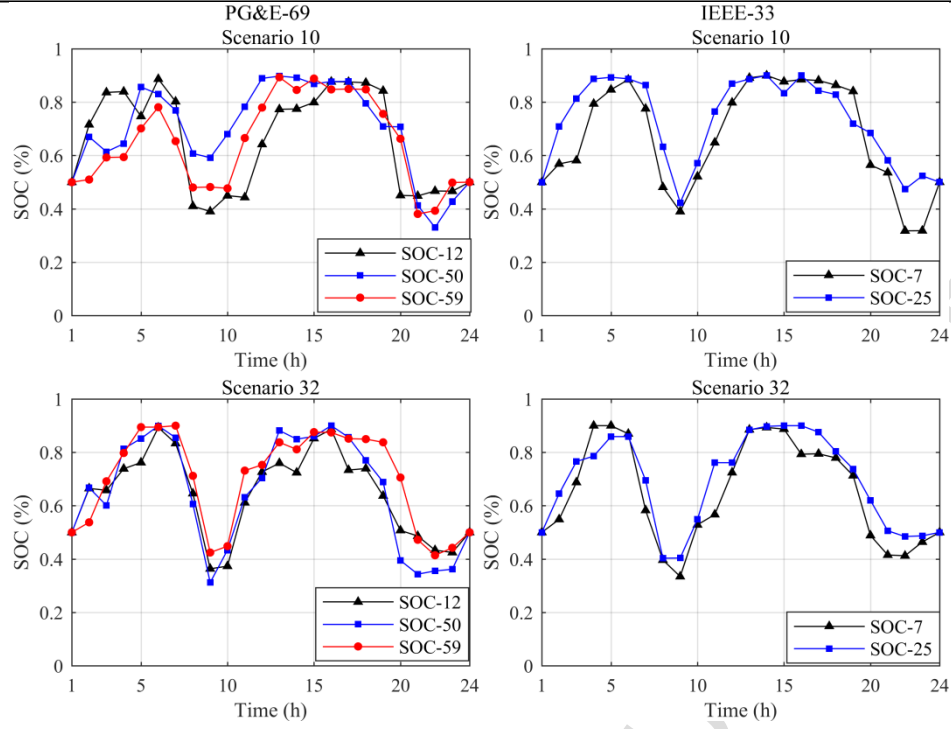 PG&E-69
Scenario 10
SOC (%)
1
0.8
0.6
0.4
0.2
0
SOC-12
SOC-50
SOC-59
1 5 10 15 20 24
Time (h)
IEEE-33
Scenario 10
SOC (%)
1
0.8
0.6
0.4
0.2
0
SOC-7
SOC-25
1 5 10 15 20 24
Time (h)
Scenario 32
SOC (%)
1
0.8
0.6
0.4
0.2
0
SOC-12
SOC-50
SOC-59
1 5 10 15 20 24
Time (h)
Scenario 32
SOC (%)
1
0.8
0.6
0.4
0.2
0
SOC-7
SOC-25
1 5 10 15 20 24
Time (h)